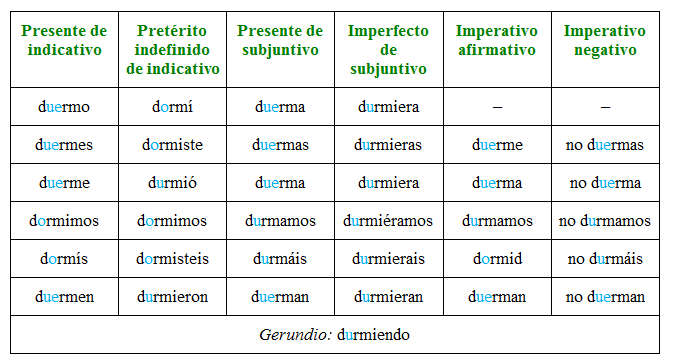 Presente de indicativo Pretérito indefinido de indicativo Presente de subjuntivo Imperfecto de subjuntivo Imperativo afirmativo Imperativo negativo
duermo dormí duerma durmiera – –
duermes dormiste duermas durmieras duerme no duermas
duerme durmió duerma durmiera duerma no duerma
dormimos dormimos durmamos durmiéramos durmamos no durmamos
dormís dormisteis durmáis durmierais dormid no durmáis
duermen durmieron duerman durmieran duerman no duerman
Gerundio: durmiendo